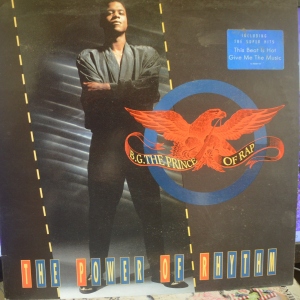 INCLUDING
THE SUPER HITS
This Beat Is Hot
Give Me The Music
B.G. THE PRINCE
OF RAP
THE POWER OF RHYTHM